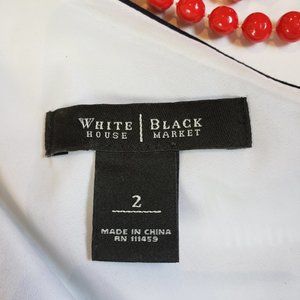 WHITE | BLACK
HOUSE | MARKET
2
MADE IN CHINA
RN 111459